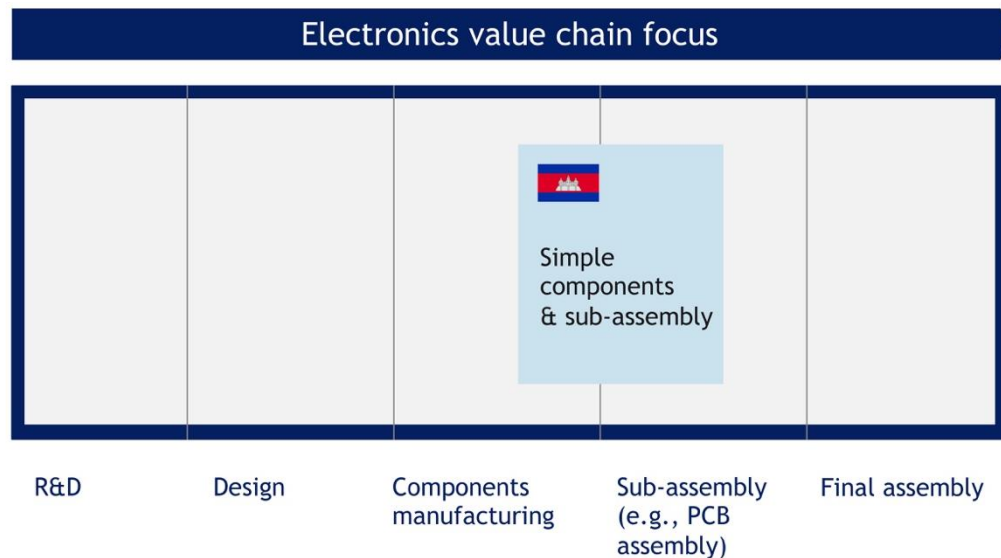 Electronics value chain focus
Simple
components
& sub-assembly
R&D
Design
Components
manufacturing
Sub-assembly
(e.g., PCB
assembly)
Final assembly